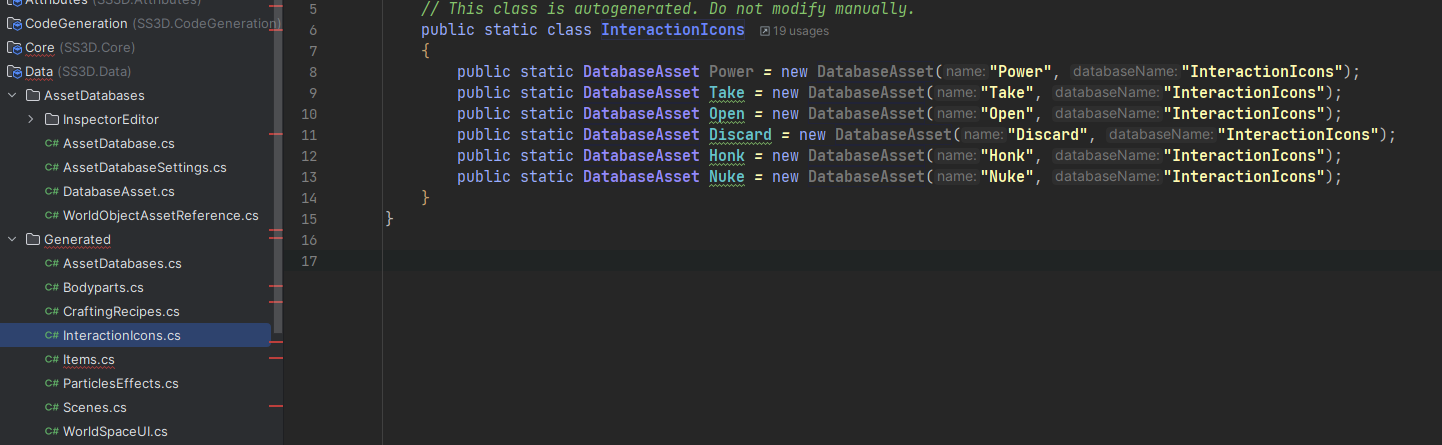 Attributes (SS3D.Attributes)
CodeGeneration (SS3D.CodeGeneration)
Core (SS3D.Core)
Data (SS3D.Data)
AssetDatabases
InspectorEditor
C# AssetDatabase.cs
C# AssetDatabaseSettings.cs
C# DatabaseAsset.cs
C# WorldObjectAssetReference.cs
Generated
C# AssetDatabases.cs
C# Bodyparts.cs
C# CraftingRecipes.cs
C# InteractionIcons.cs
C# Items.cs
C# ParticlesEffects.cs
C# Scenes.cs
C# WorldSpaceUI.cs
5 // This class is autogenerated. Do not modify manually.
6 public static class InteractionIcons 19 usages
7 {
8 public static DatabaseAsset Power = new DatabaseAsset(name:"Power", databaseName:"InteractionIcons");
9 public static DatabaseAsset Take = new DatabaseAsset(name:"Take", databaseName:"InteractionIcons");
10 public static DatabaseAsset Open = new DatabaseAsset(name:"Open", databaseName:"InteractionIcons");
11 public static DatabaseAsset Discard = new DatabaseAsset(name:"Discard", databaseName:"InteractionIcons");
12 public static DatabaseAsset Honk = new DatabaseAsset(name:"Honk", databaseName:"InteractionIcons");
13 public static DatabaseAsset Nuke = new DatabaseAsset(name:"Nuke", databaseName:"InteractionIcons");
14 }
15 }
16
17